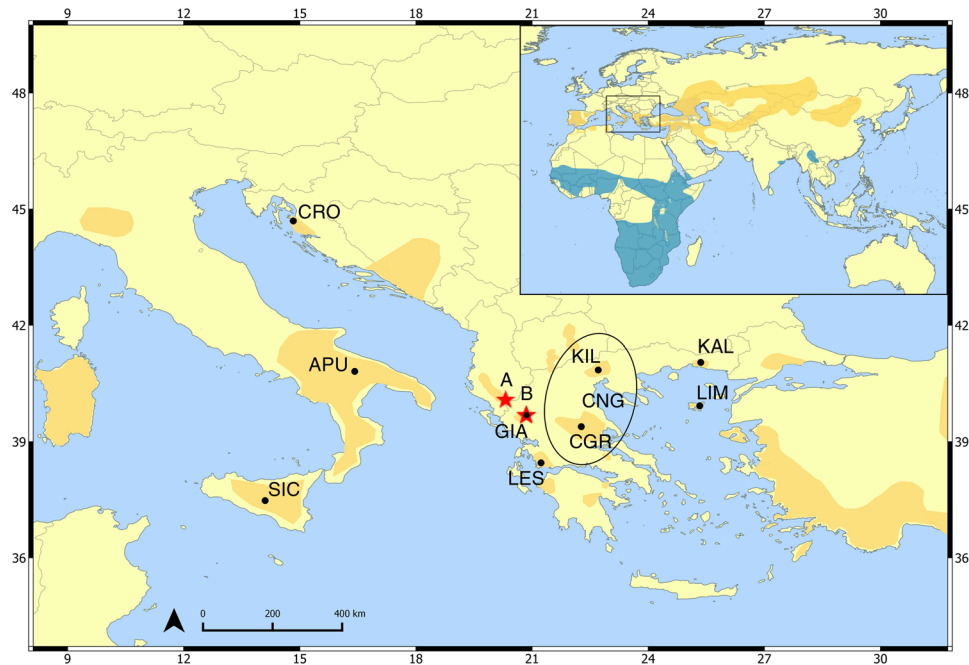 9 15 18 21 24 27 30
48 48
45 45
CRO
42 42
KIL KAL
APU A
B CNG LIM
GIA
39 CGR 39
LES
SIC
36 36
0 200 400 km
9 12 15 18 21 24 27 30